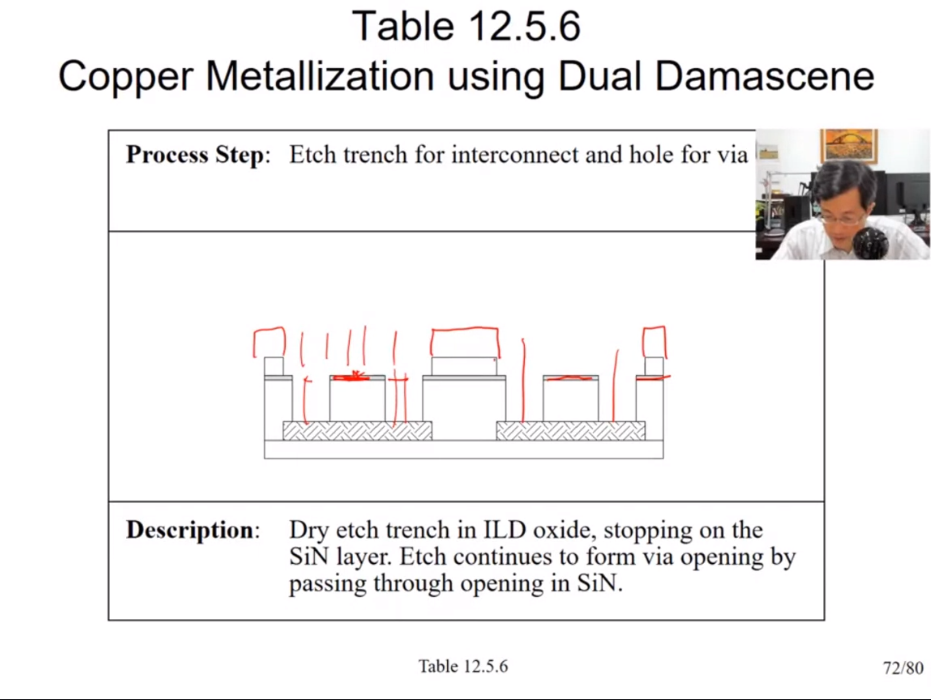 Table 12.5.6
Copper Metallization using Dual Damascene
Process Step: Etch trench for interconnect and hole for via
Description: Dry etch trench in ILD oxide, stopping on the
SiN layer. Etch continues to form via opening by
passing through opening in SiN.
Table 12.5.6
72/80